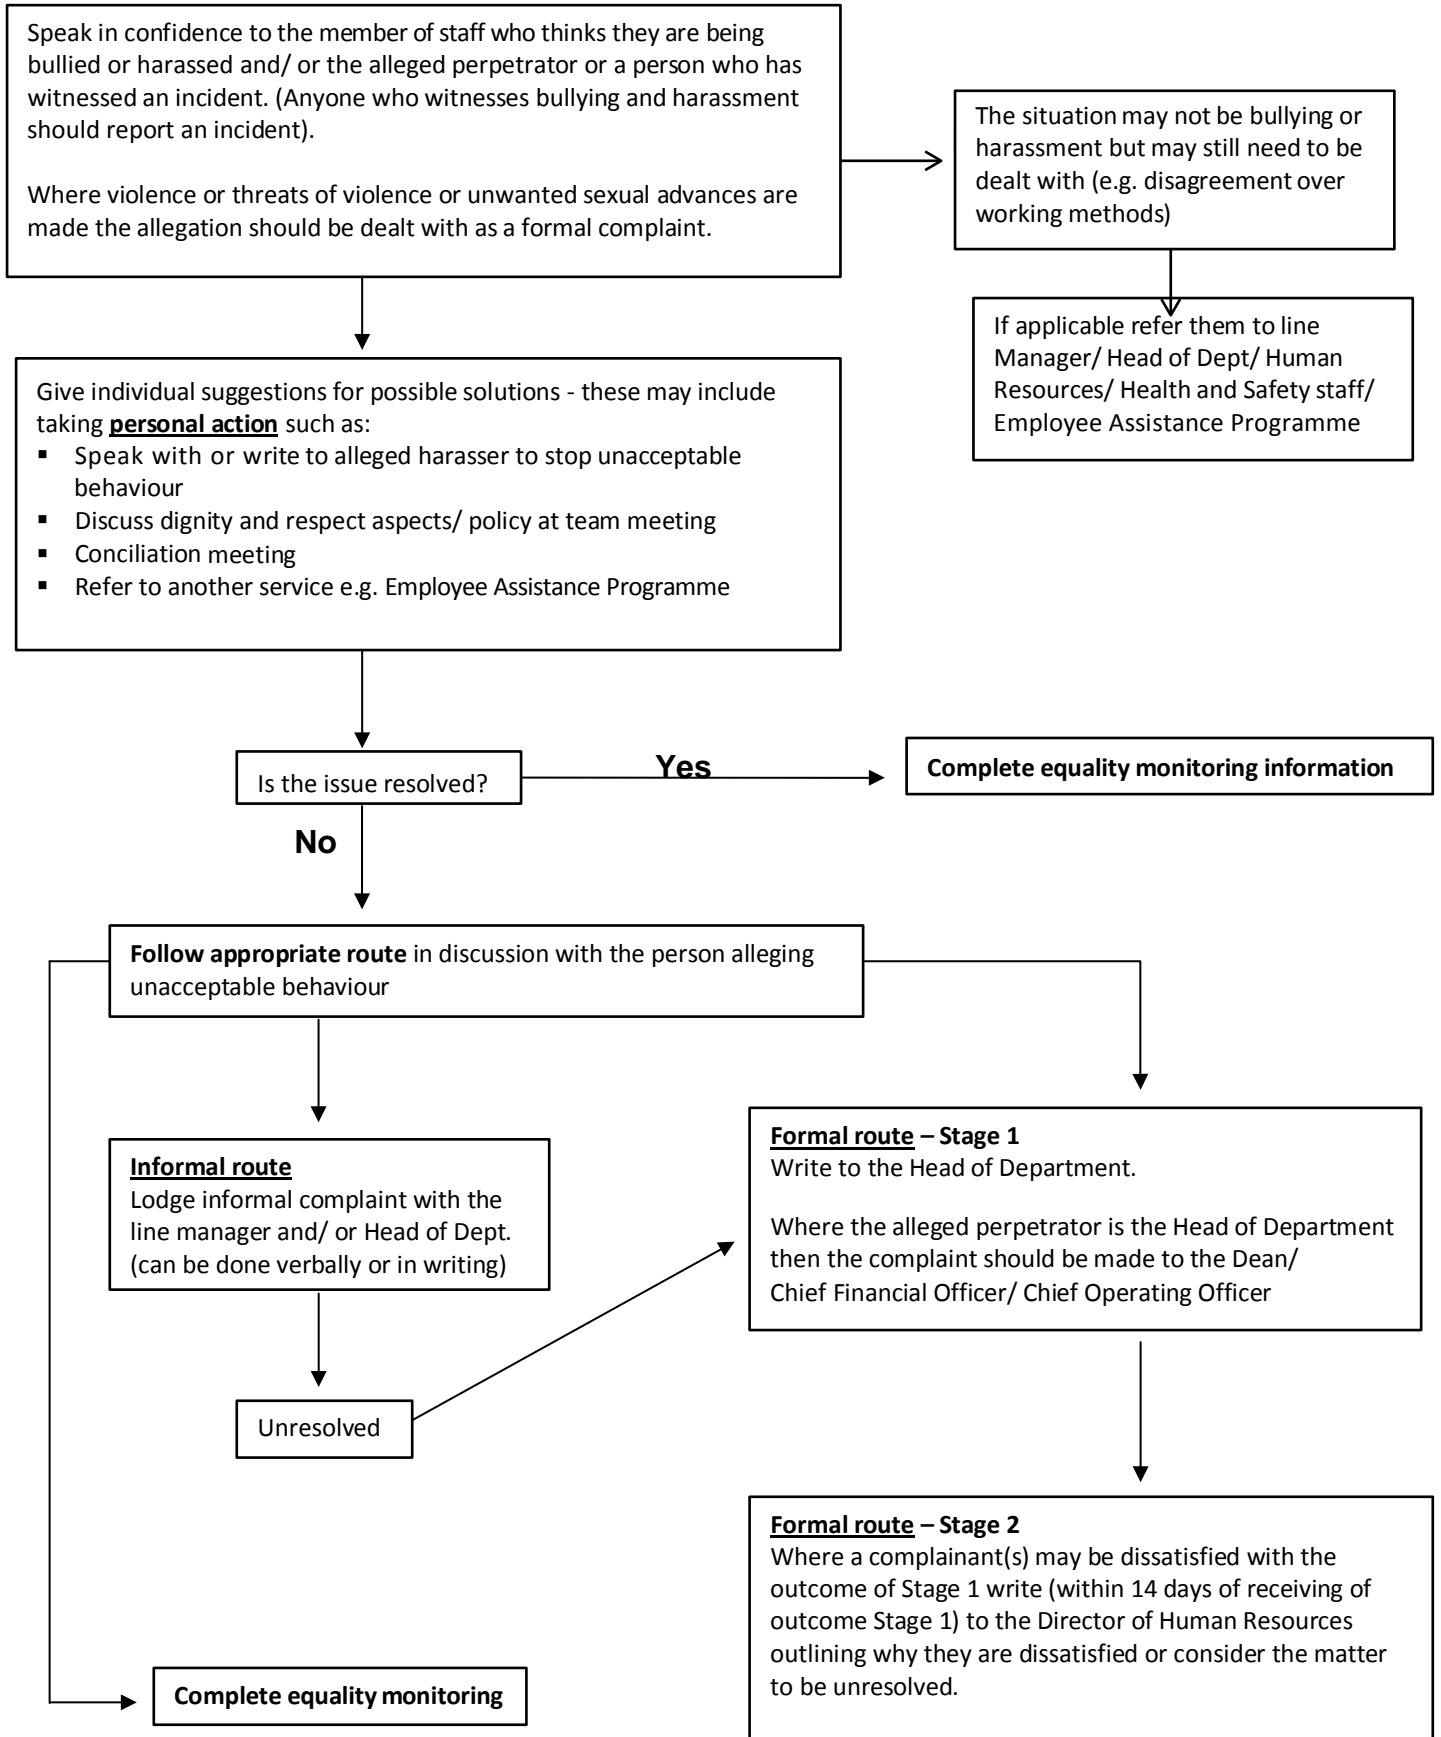 Speak in confidence to the member of staff who thinks they are being
bullied or harassed and/ or the alleged perpetrator or a person who has
witnessed an incident. (Anyone who witnesses bullying and harassment
should report an incident).
Where violence or threats of violence or unwanted sexual advances are
made the allegation should be dealt with as a formal complaint.
The situation may not be bullying or
harassment but may still need to be
dealt with (e.g. disagreement over
working methods)
If applicable refer them to line
Manager/ Head of Dept/ Human
Resources/ Health and Safety staff/
Employee Assistance Programme
Give individual suggestions for possible solutions - these may include
taking personal action such as:
▪ Speak with or write to alleged harasser to stop unacceptable
behaviour
▪ Discuss dignity and respect aspects/ policy at team meeting
▪ Conciliation meeting
▪ Refer to another service e.g. Employee Assistance Programme
Is the issue resolved?
Yes
Complete equality monitoring information
No
Follow appropriate route in discussion with the person alleging
unacceptable behaviour
Informal route
Lodge informal complaint with the
line manager and/ or Head of Dept.
(can be done verbally or in writing)
Unresolved
Formal route – Stage 1
Write to the Head of Department.
Where the alleged perpetrator is the Head of Department
then the complaint should be made to the Dean/
Chief Financial Officer/ Chief Operating Officer
Formal route – Stage 2
Where a complainant(s) may be dissatisfied with the
outcome of Stage 1 write (within 14 days of receiving of
outcome Stage 1) to the Director of Human Resources
outlining why they are dissatisfied or consider the matter
to be unresolved.
Complete equality monitoring